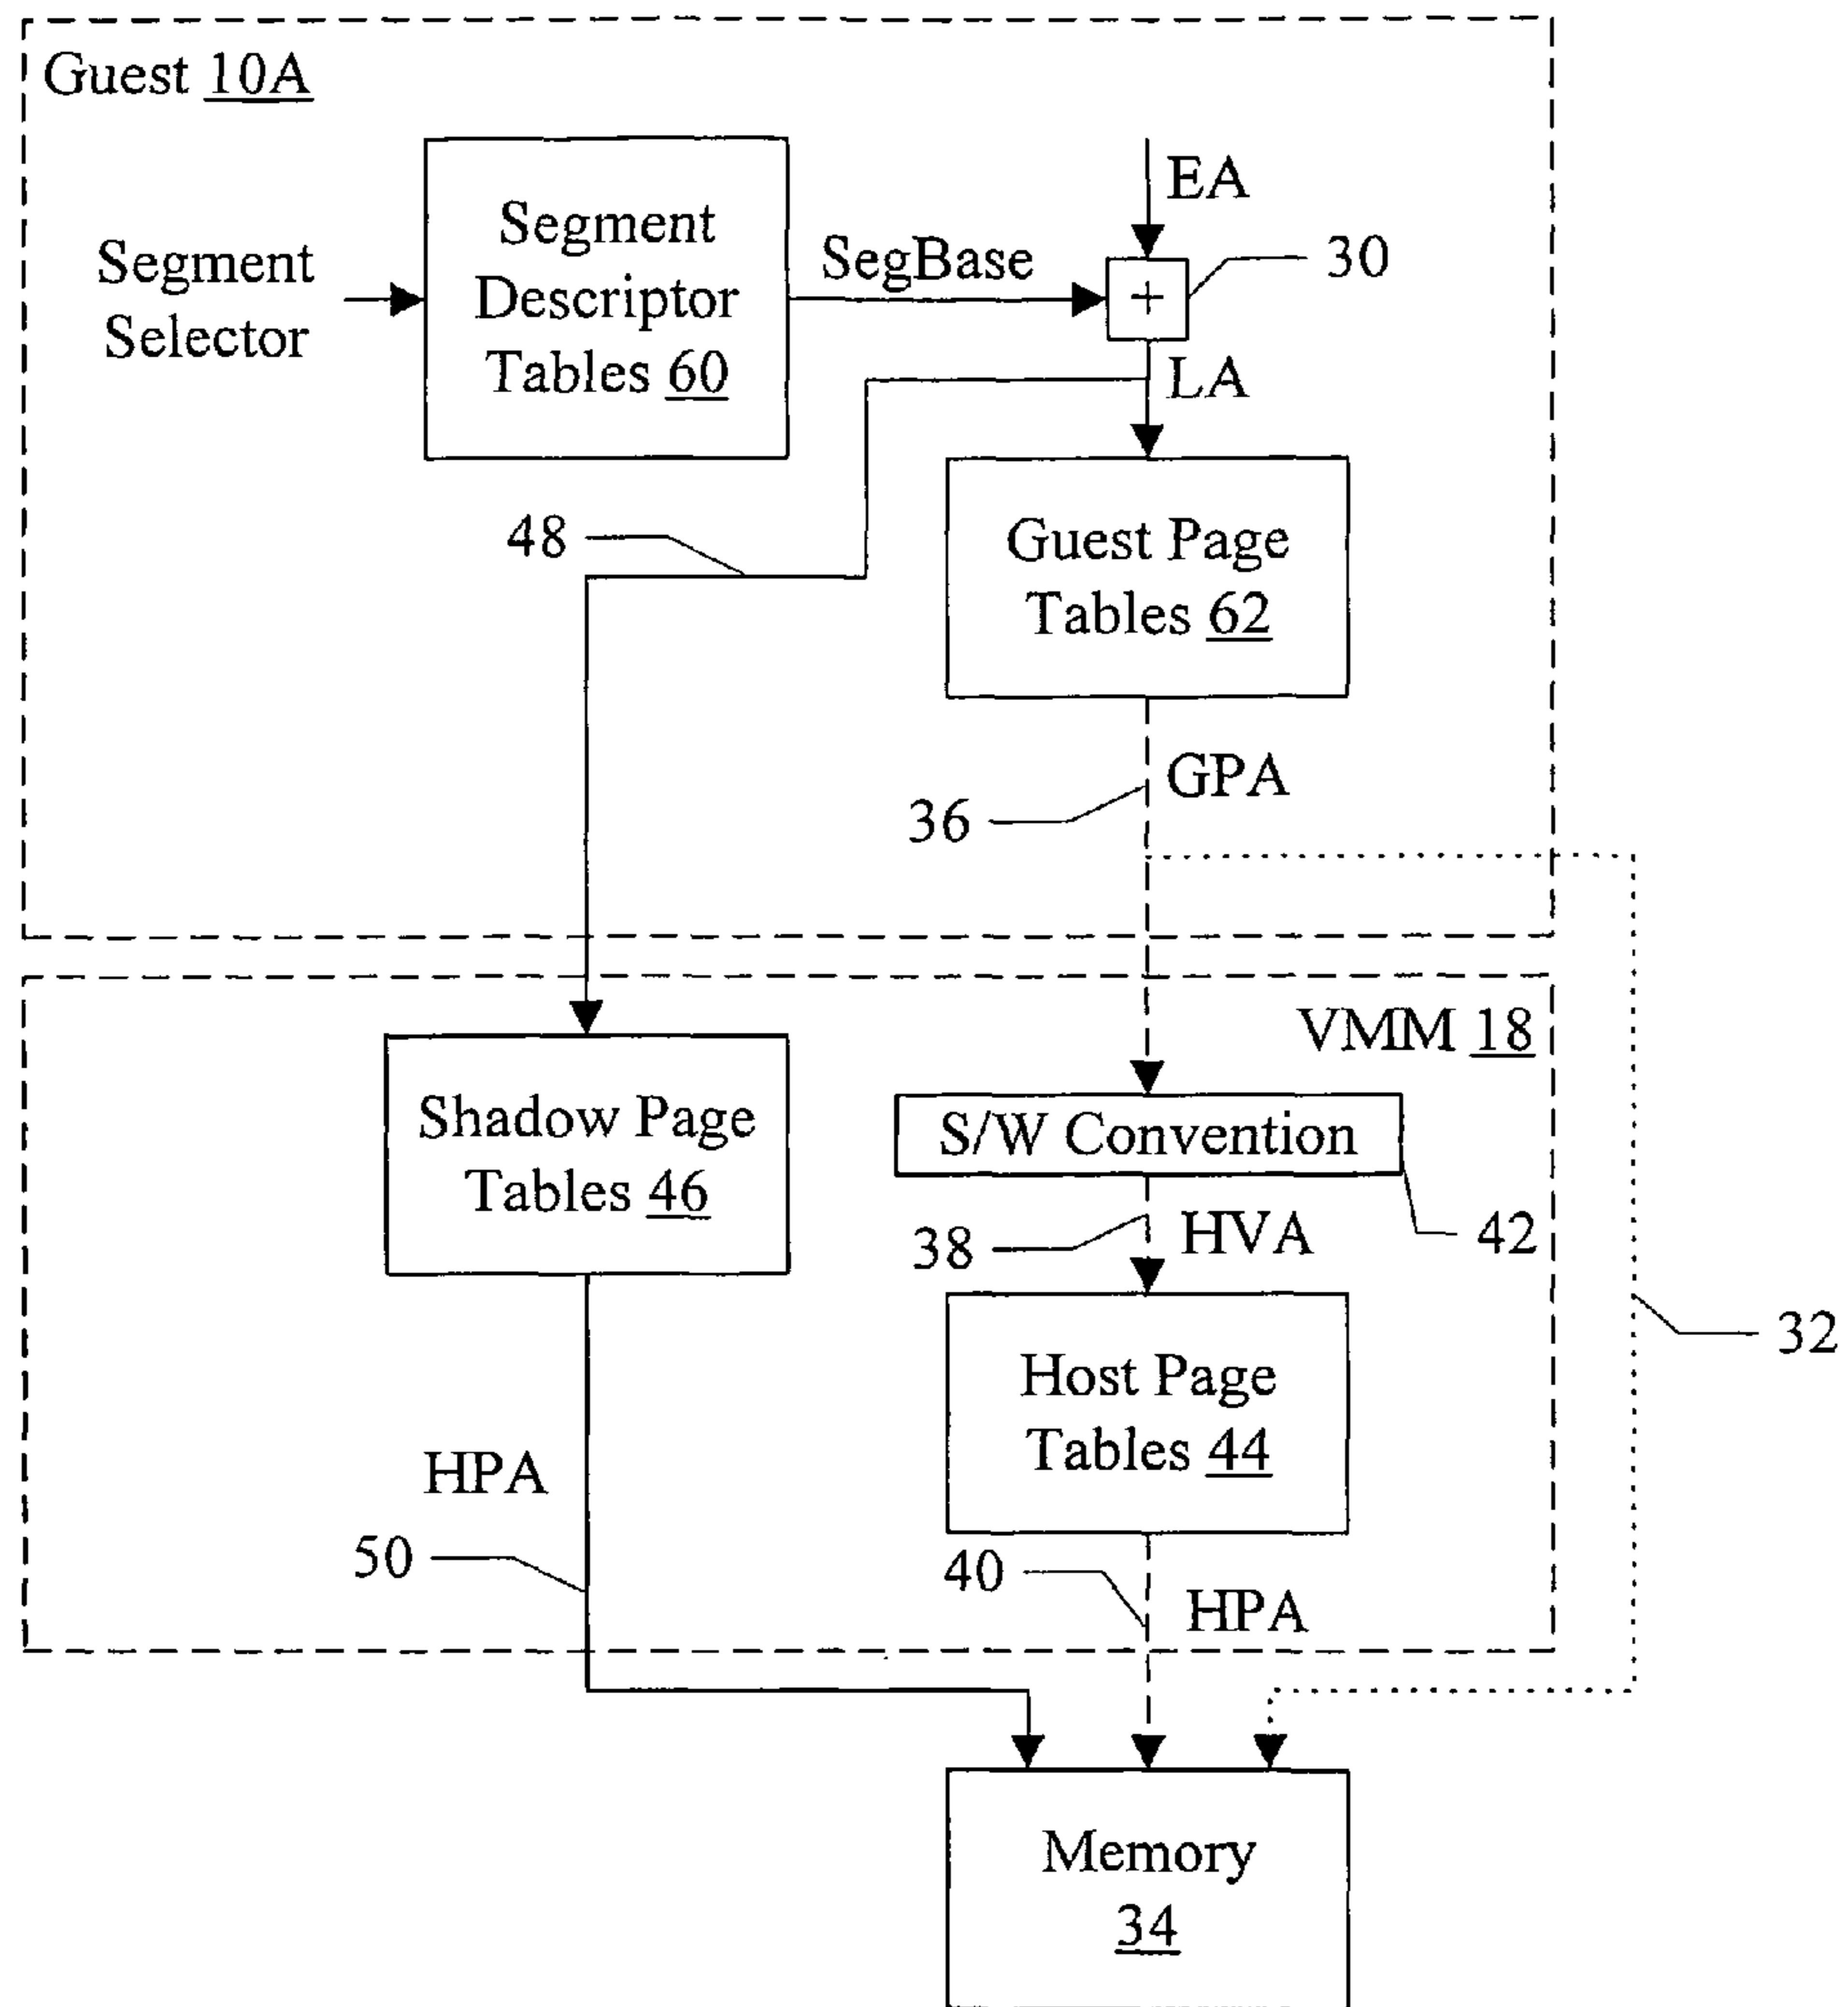 Guest 10A
EA
Segment
Selector
Segment
Descriptor
Tables 60
SegBase
+
30
LA
48
Guest Page
Tables 62
GPA
36
VMM 18
Shadow Page
Tables 46
S/W Convention
38
HVA
42
32
Host Page
Tables 44
HPA
50
40
HPA
Memory
34